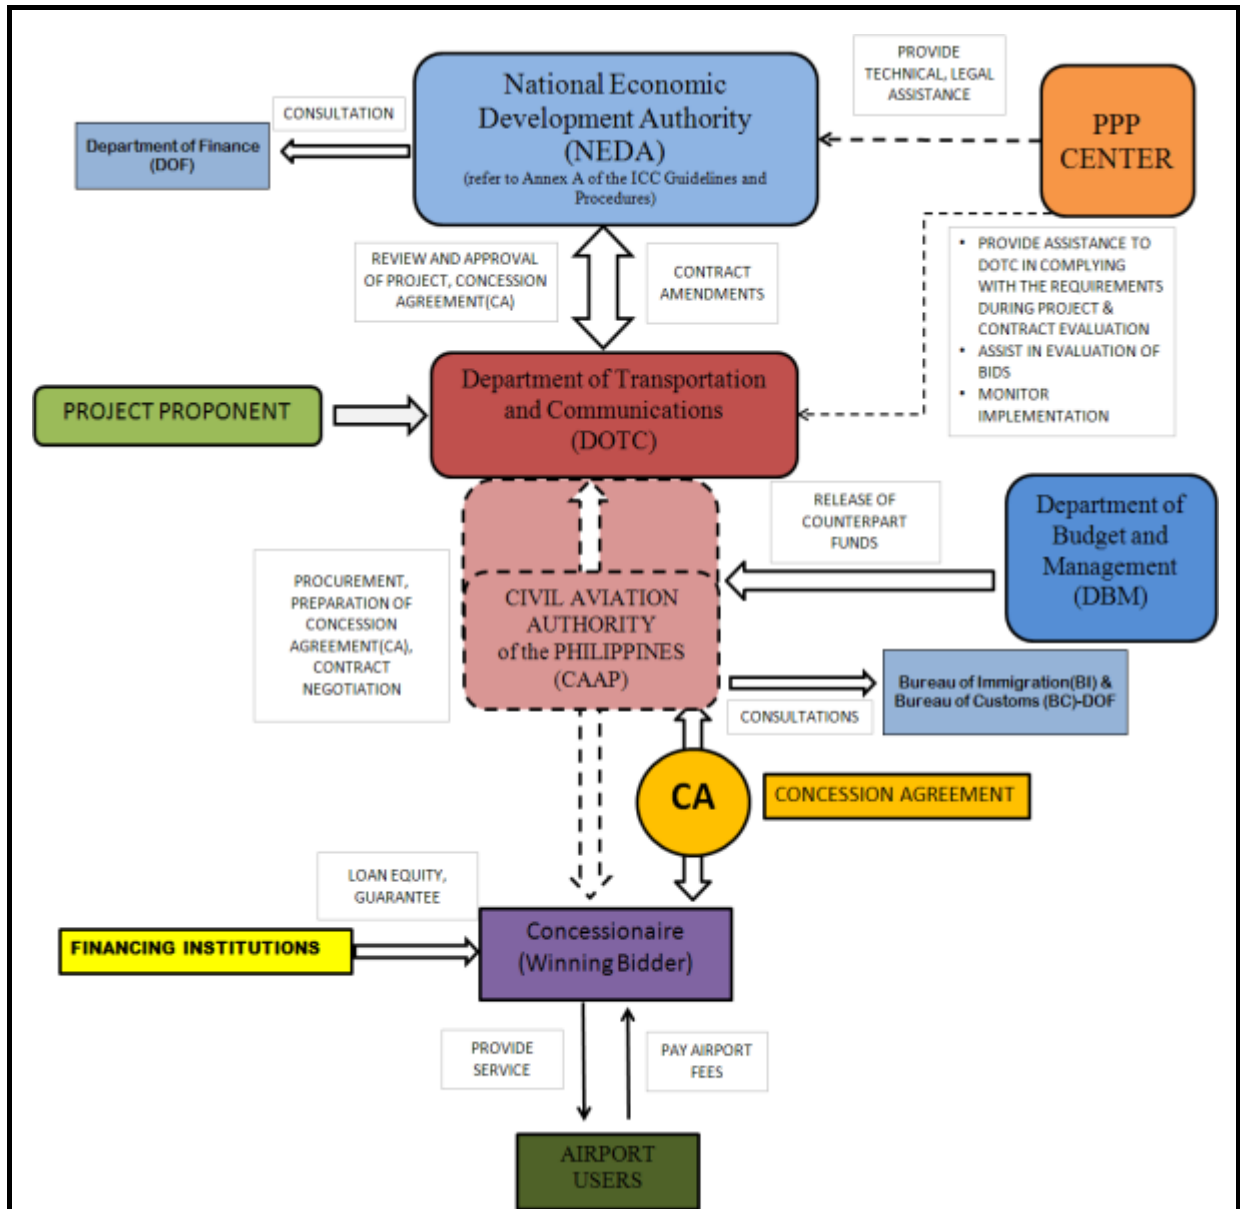 National Economic
Development Authority
(NEDA)
(refer to Annex A of the ICC Guidelines and
Procedures)
PROVIDE
TECHNICAL, LEGAL
ASSISTANCE
PPP
CENTER
CONSULTATION
Department of Finance
(DOF)
REVIEW AND APPROVAL
OF PROJECT, CONCESSION
AGREEMENT(CA)
CONTRACT
AMENDMENTS
• PROVIDE ASSISTANCE TO
DOTC IN COMPLYING
WITH THE REQUIREMENTS
DURING PROJECT &
CONTRACT EVALUATION
• ASSIST IN EVALUATION OF
BIDS
• MONITOR
IMPLEMENTATION
PROJECT PROPONENT
Department of Transportation
and Communications
(DOTC)
RELEASE OF
COUNTERPART
FUNDS
Department of
Budget and
Management
(DBM)
PROCUREMENT,
PREPARATION OF
CONCESSION
AGREEMENT(CA),
CONTRACT
NEGOTIATION
CIVIL AVIATION
AUTHORITY
of the PHILIPPINES
(CAAP)
Bureau of Immigration(BI) &
Bureau of Customs (BC)-DOF
CONSULTATIONS
CA
CONCESSION AGREEMENT
LOAN EQUITY,
GUARANTEE
FINANCING INSTITUTIONS
Concessionaire
(Winning Bidder)
PROVIDE
SERVICE
PAY AIRPORT
FEES
AIRPORT
USERS